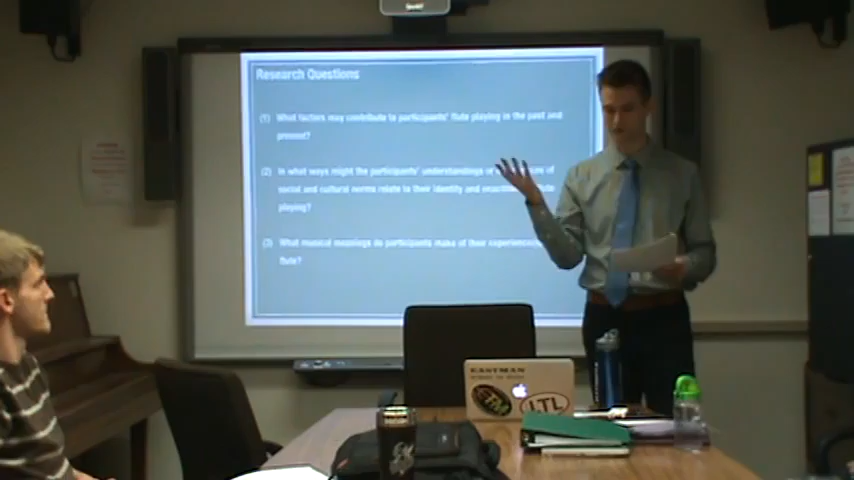 Research Questions
(1) What factors may contribute to participants' flute playing in the past and
present?
(2) In what ways might the participants' understandings of
social and cultural norms relate to their identity and
playing?
(3) What musical meanings do participants make of their experiences
flute?
EASTMAN
LTL